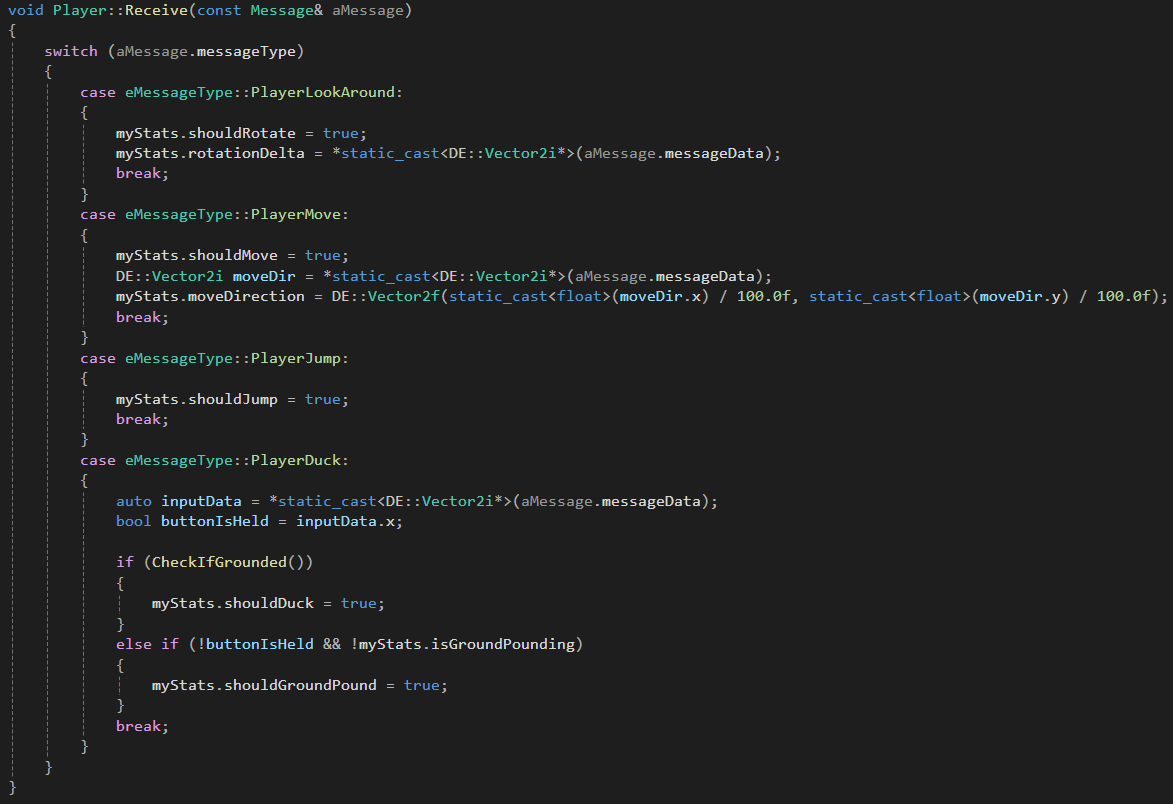 void Player::Receive(const Message& aMessage)
{
    switch (aMessage.messageType)
    {
        case eMessageType::PlayerLookAround:
        {
            myStats.shouldRotate = true;
            myStats.rotationDelta = *static_cast<DE::Vector2i*>(aMessage.messageData);
            break;
        }
        case eMessageType::PlayerMove:
        {
            myStats.shouldMove = true;
            DE::Vector2i moveDir = *static_cast<DE::Vector2i*>(aMessage.messageData);
            myStats.moveDirection = DE::Vector2f(static_cast<float>(moveDir.x) / 100.0f, static_cast<float>(moveDir.y) / 100.0f);
            break;
        }
        case eMessageType::PlayerJump:
        {
            myStats.shouldJump = true;
            break;
        }
        case eMessageType::PlayerDuck:
        {
            auto inputData = *static_cast<DE::Vector2i*>(aMessage.messageData);
            bool buttonIsHeld = inputData.x;

            if (CheckIfGrounded())
            {
                myStats.shouldDuck = true;
            }
            else if (!buttonIsHeld && !myStats.isGroundPounding)
            {
                myStats.shouldGroundPound = true;
            }
            break;
        }
    }
}